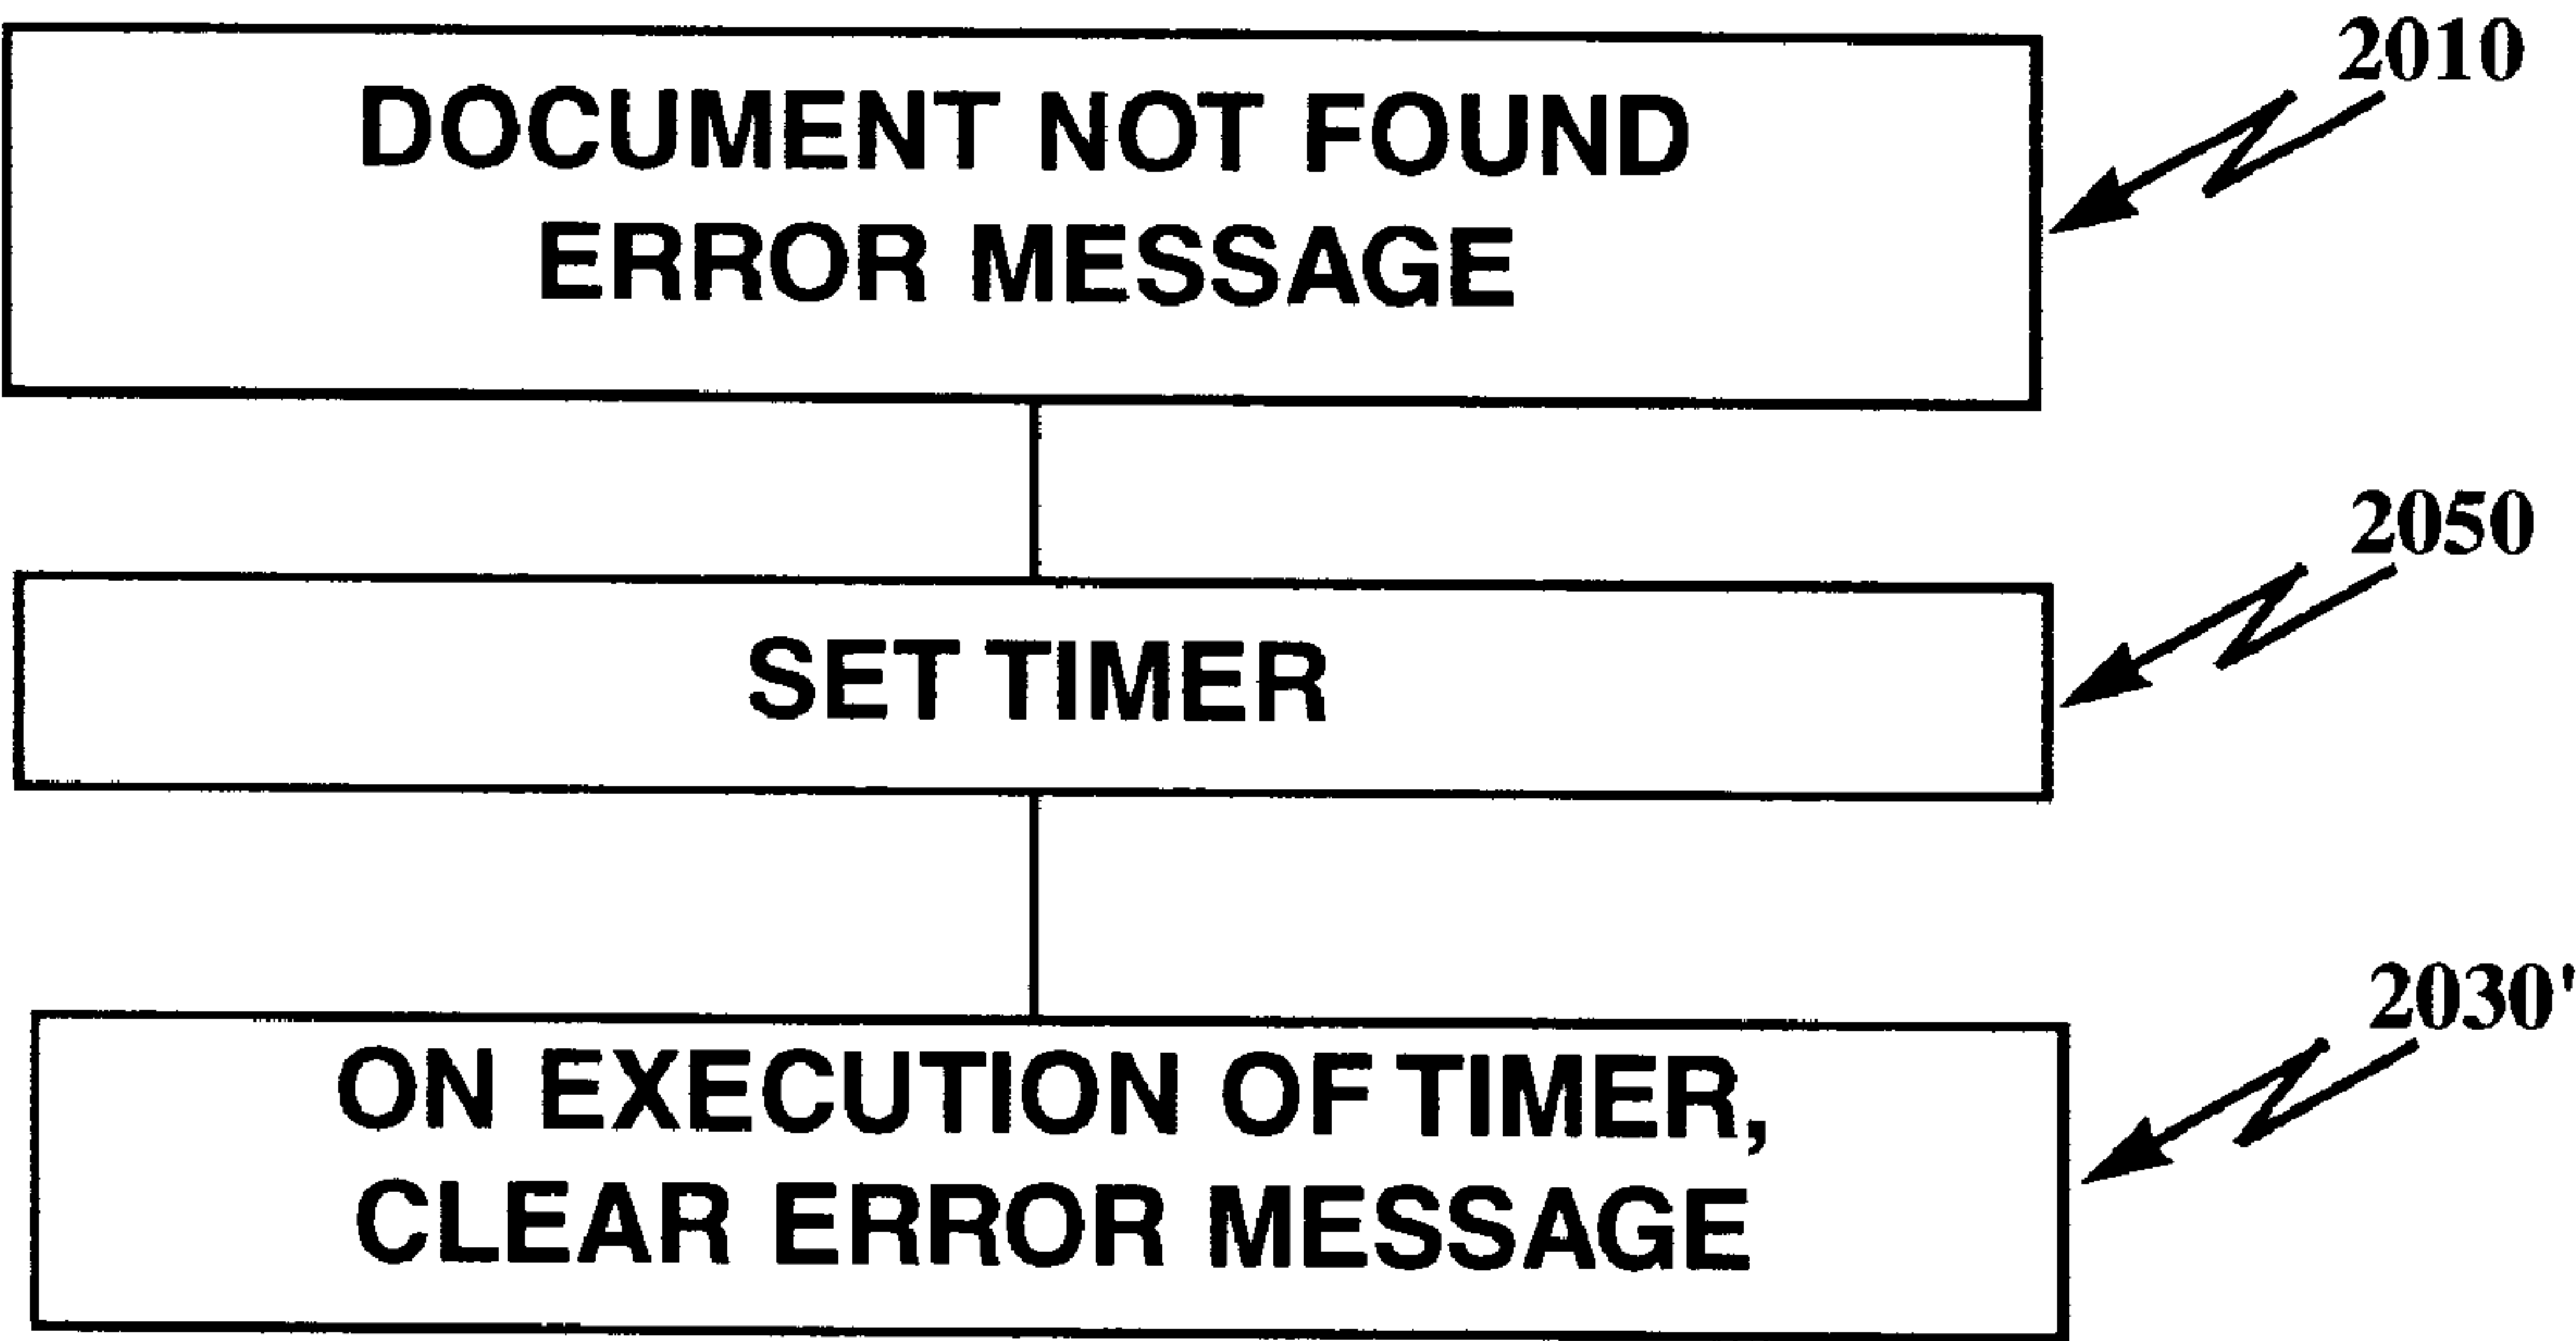 DOCUMENT NOT FOUND
ERROR MESSAGE
2010
SET TIMER
2050
ON EXECUTION OF TIMER,
CLEAR ERROR MESSAGE
2030'